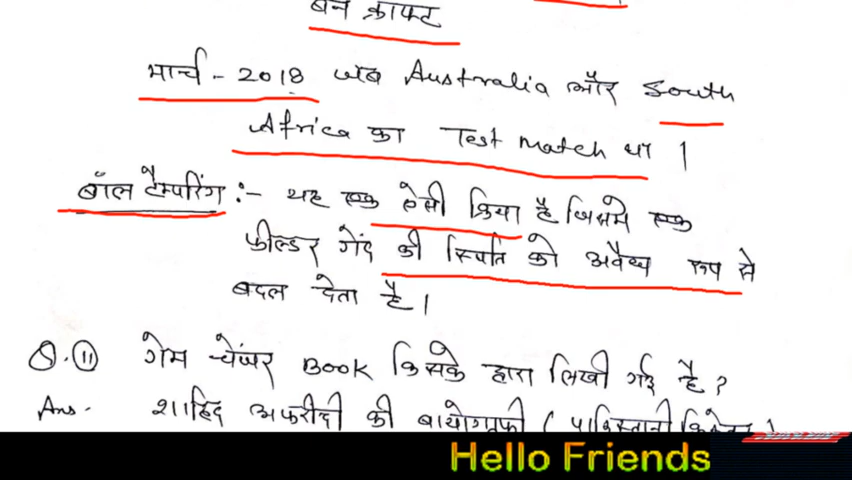 बेन क्राफ्ट
मार्च - 2018 जब Australia और South
Africa का Test Match था |
बॉल टैम्परिंग :- यह एक ऐसी क्रिया है जिसमे एक
फील्डर गेंद की स्थिति को अवैध्य रूप से
बदल देता है।
Q.⑪ गेम चेंजर Book किसके द्वारा लिखी गई है ?
Ans. शाहिद अफरीदी की बायोग्राफी ( पाकिस्तानी क्रिकेटर )
Hello Friends